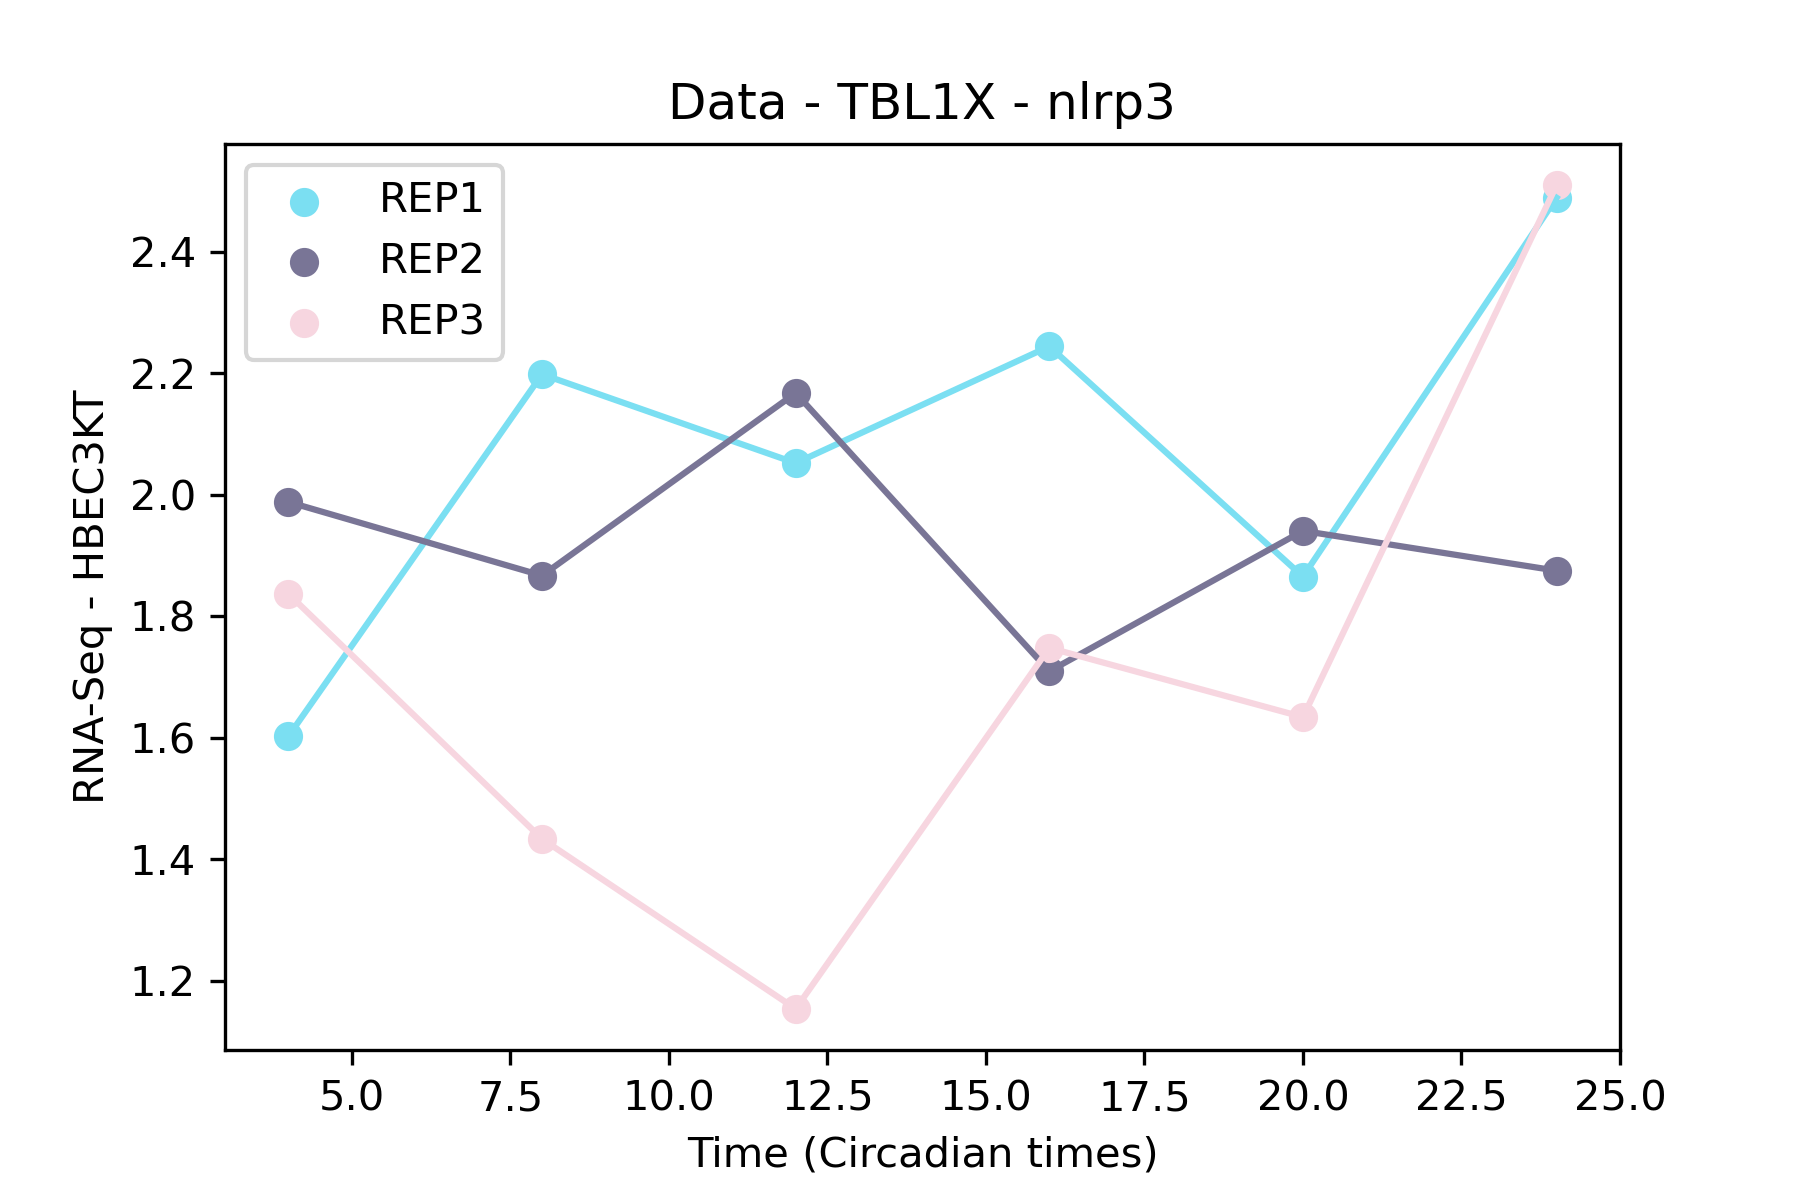 Data - TBL1X - nlrp3
REP1
REP2
REP3
RNA-Seq - HBEC3KT
2.4
2.2
2.0
1.8
1.6
1.4
1.2
5.0 7.5 10.0 12.5 15.0 17.5 20.0 22.5 25.0
Time (Circadian times)